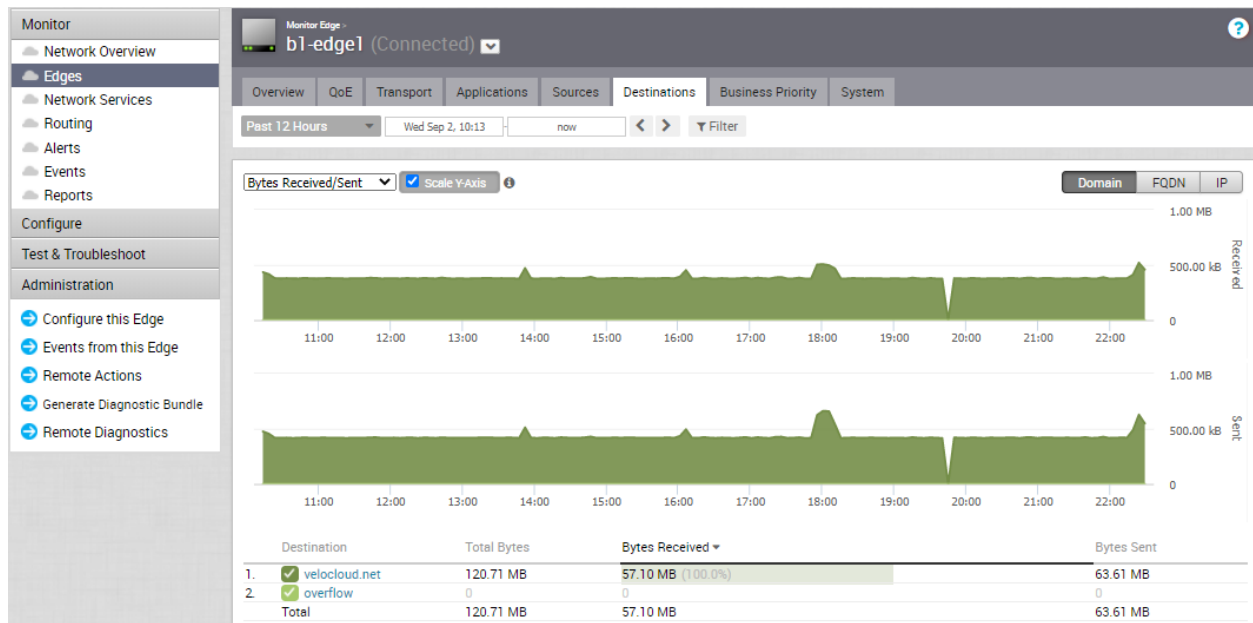 Monitor
Network Overview
Edges
Network Services
Routing
Alerts
Events
Reports
Configure
Test & Troubleshoot
Administration
Configure this Edge
Events from this Edge
Remote Actions
Generate Diagnostic Bundle
Remote Diagnostics
Monitor Edge >
b1-edge1 (Connected)
?
Overview QoE Transport Applications Sources Destinations Business Priority System
Past 12 Hours Wed Sep 2, 10:13 - now < > Filter
Bytes Received/Sent Scale Y-Axis Domain FQDN IP
1.00 MB
500.00 kB
0
Received
11:00 12:00 13:00 14:00 15:00 16:00 17:00 18:00 19:00 20:00 21:00 22:00
1.00 MB
500.00 kB
0
Sent
11:00 12:00 13:00 14:00 15:00 16:00 17:00 18:00 19:00 20:00 21:00 22:00
Destination Total Bytes Bytes Received Bytes Sent
1. velocloud.net 120.71 MB 57.10 MB (100.0%) 63.61 MB
2. overflow 0 0 0
Total 120.71 MB 57.10 MB 63.61 MB